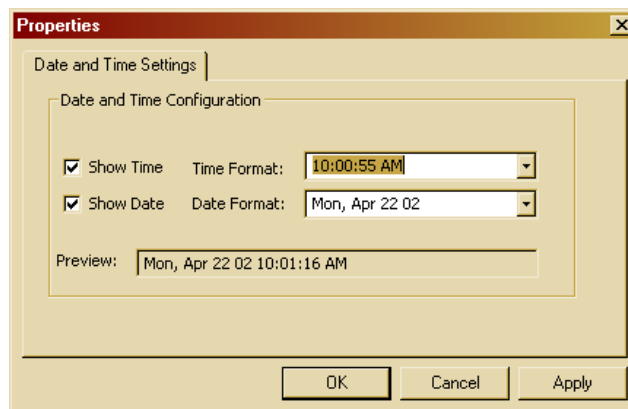 Properties
Date and Time Settings
Date and Time Configuration
Show Time Time Format: 10:00:55 AM
Show Date Date Format: Mon, Apr 22 02
Preview: Mon, Apr 22 02 10:01:16 AM
OK Cancel Apply